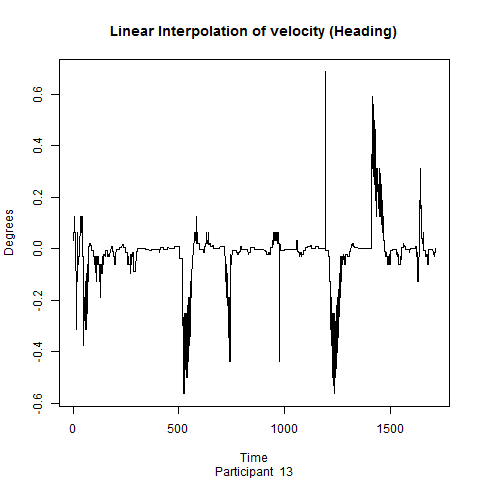 Linear Interpolation of velocity (Heading)
Degrees
0.6
0.4
0.2
0.0
-0.2
-0.4
-0.6
0 500 1000 1500
Time
Participant 13